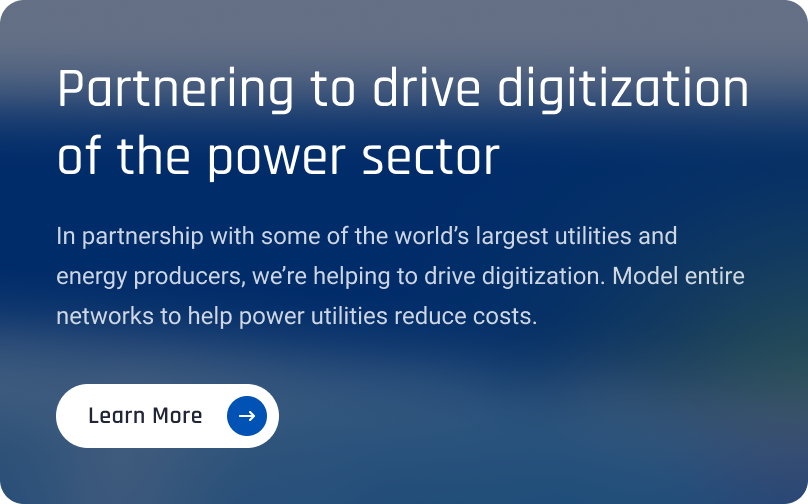 Partnering to drive digitization
of the power sector
In partnership with some of the world’s largest utilities and
energy producers, we’re helping to drive digitization. Model entire
networks to help power utilities reduce costs.
Learn More